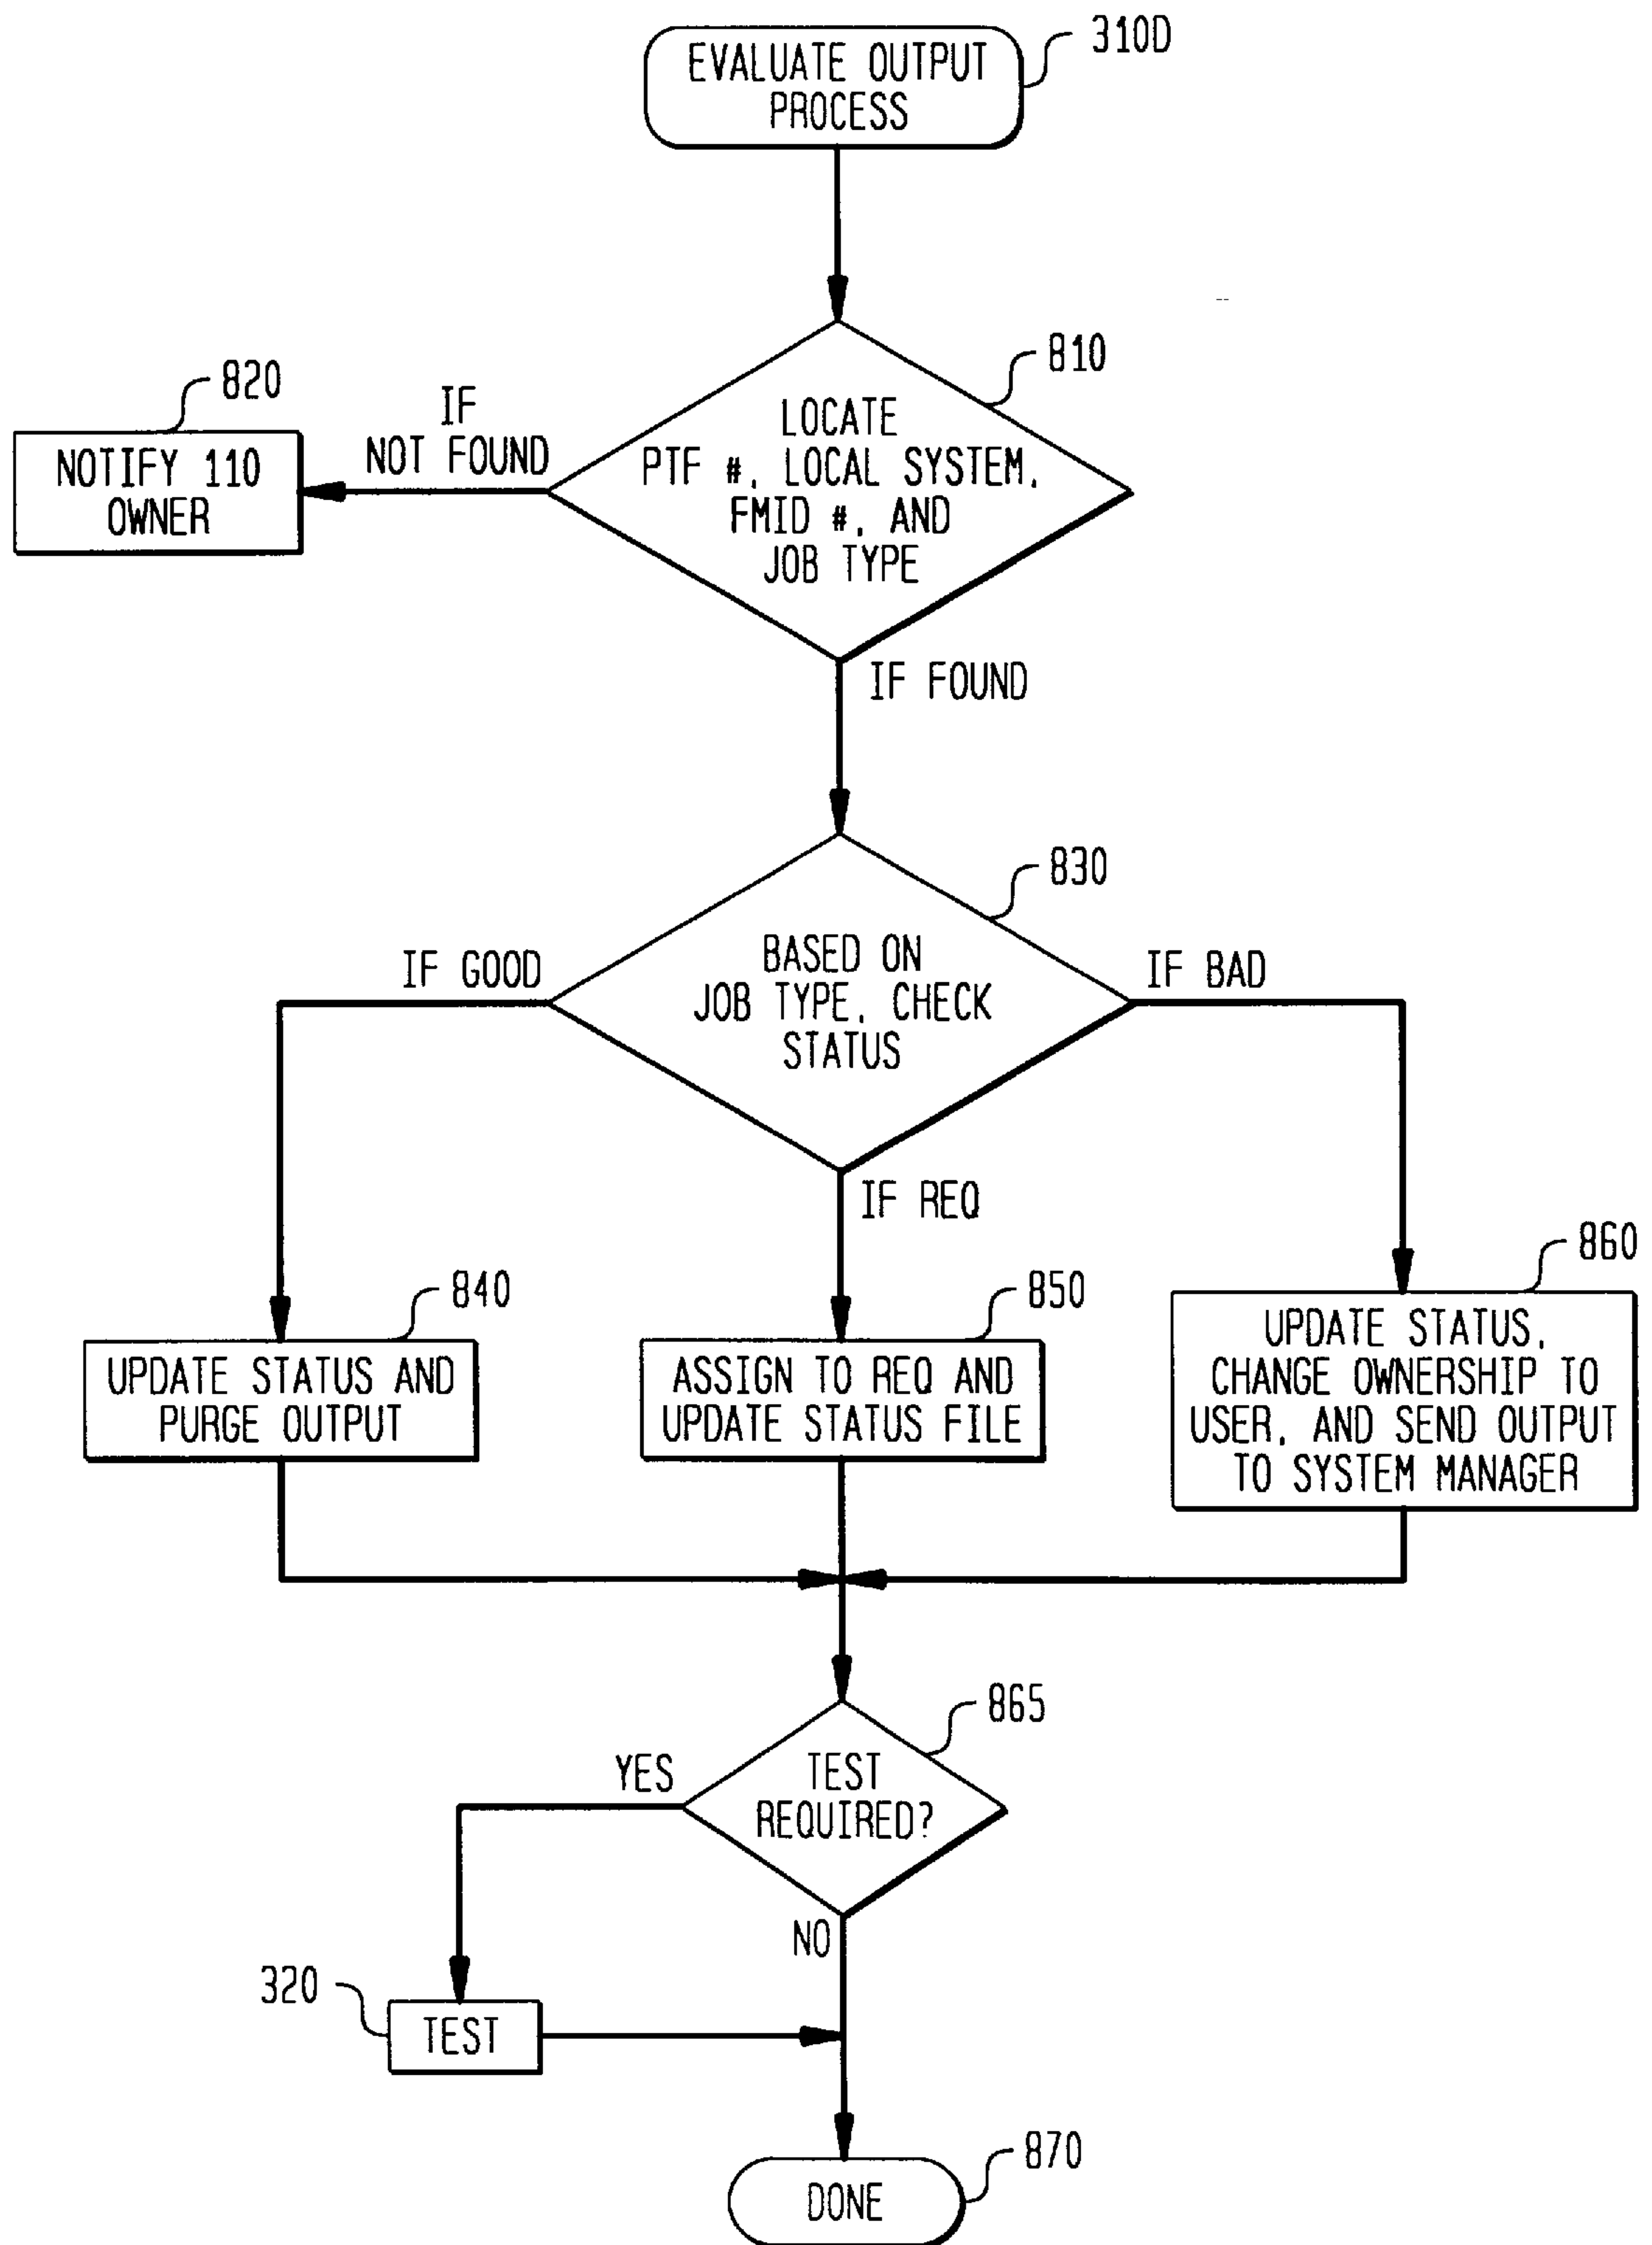 EVALUATE OUTPUT
PROCESS
310D
810
LOCATE
PTF #, LOCAL SYSTEM,
FMID #, AND
JOB TYPE
IF
NOT FOUND
820
NOTIFY 110
OWNER
IF FOUND
830
BASED ON
JOB TYPE, CHECK
STATUS
IF GOOD
IF BAD
IF REQ
840
UPDATE STATUS AND
PURGE OUTPUT
850
ASSIGN TO REQ AND
UPDATE STATUS FILE
860
UPDATE STATUS,
CHANGE OWNERSHIP TO
USER, AND SEND OUTPUT
TO SYSTEM MANAGER
865
TEST
REQUIRED?
YES
NO
320
TEST
870
DONE